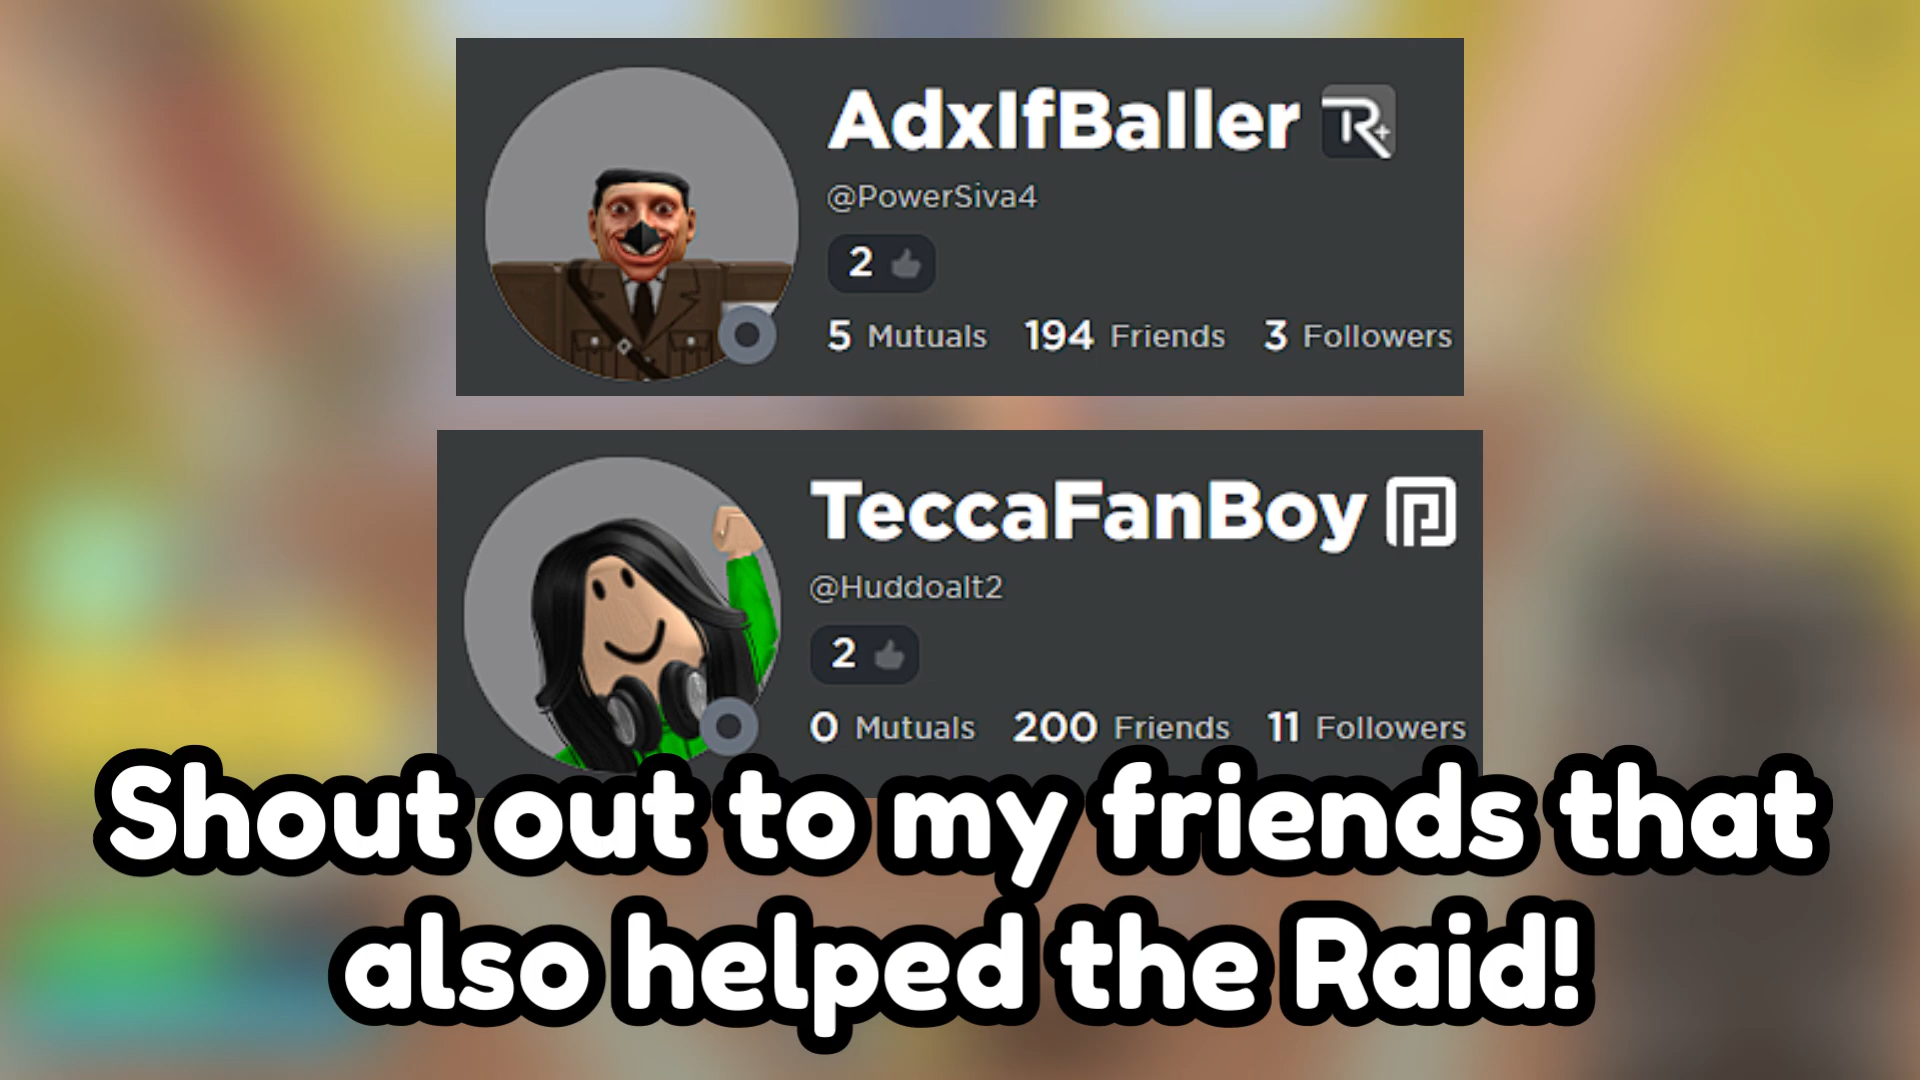 AdxIfBaller R+
@PowerSiva4
2
5 Mutuals 194 Friends 3 Followers
TeccaFanBoy
@Huddoalt2
2
0 Mutuals 200 Friends 11 Followers
Shout out to my friends that
also helped the Raid!